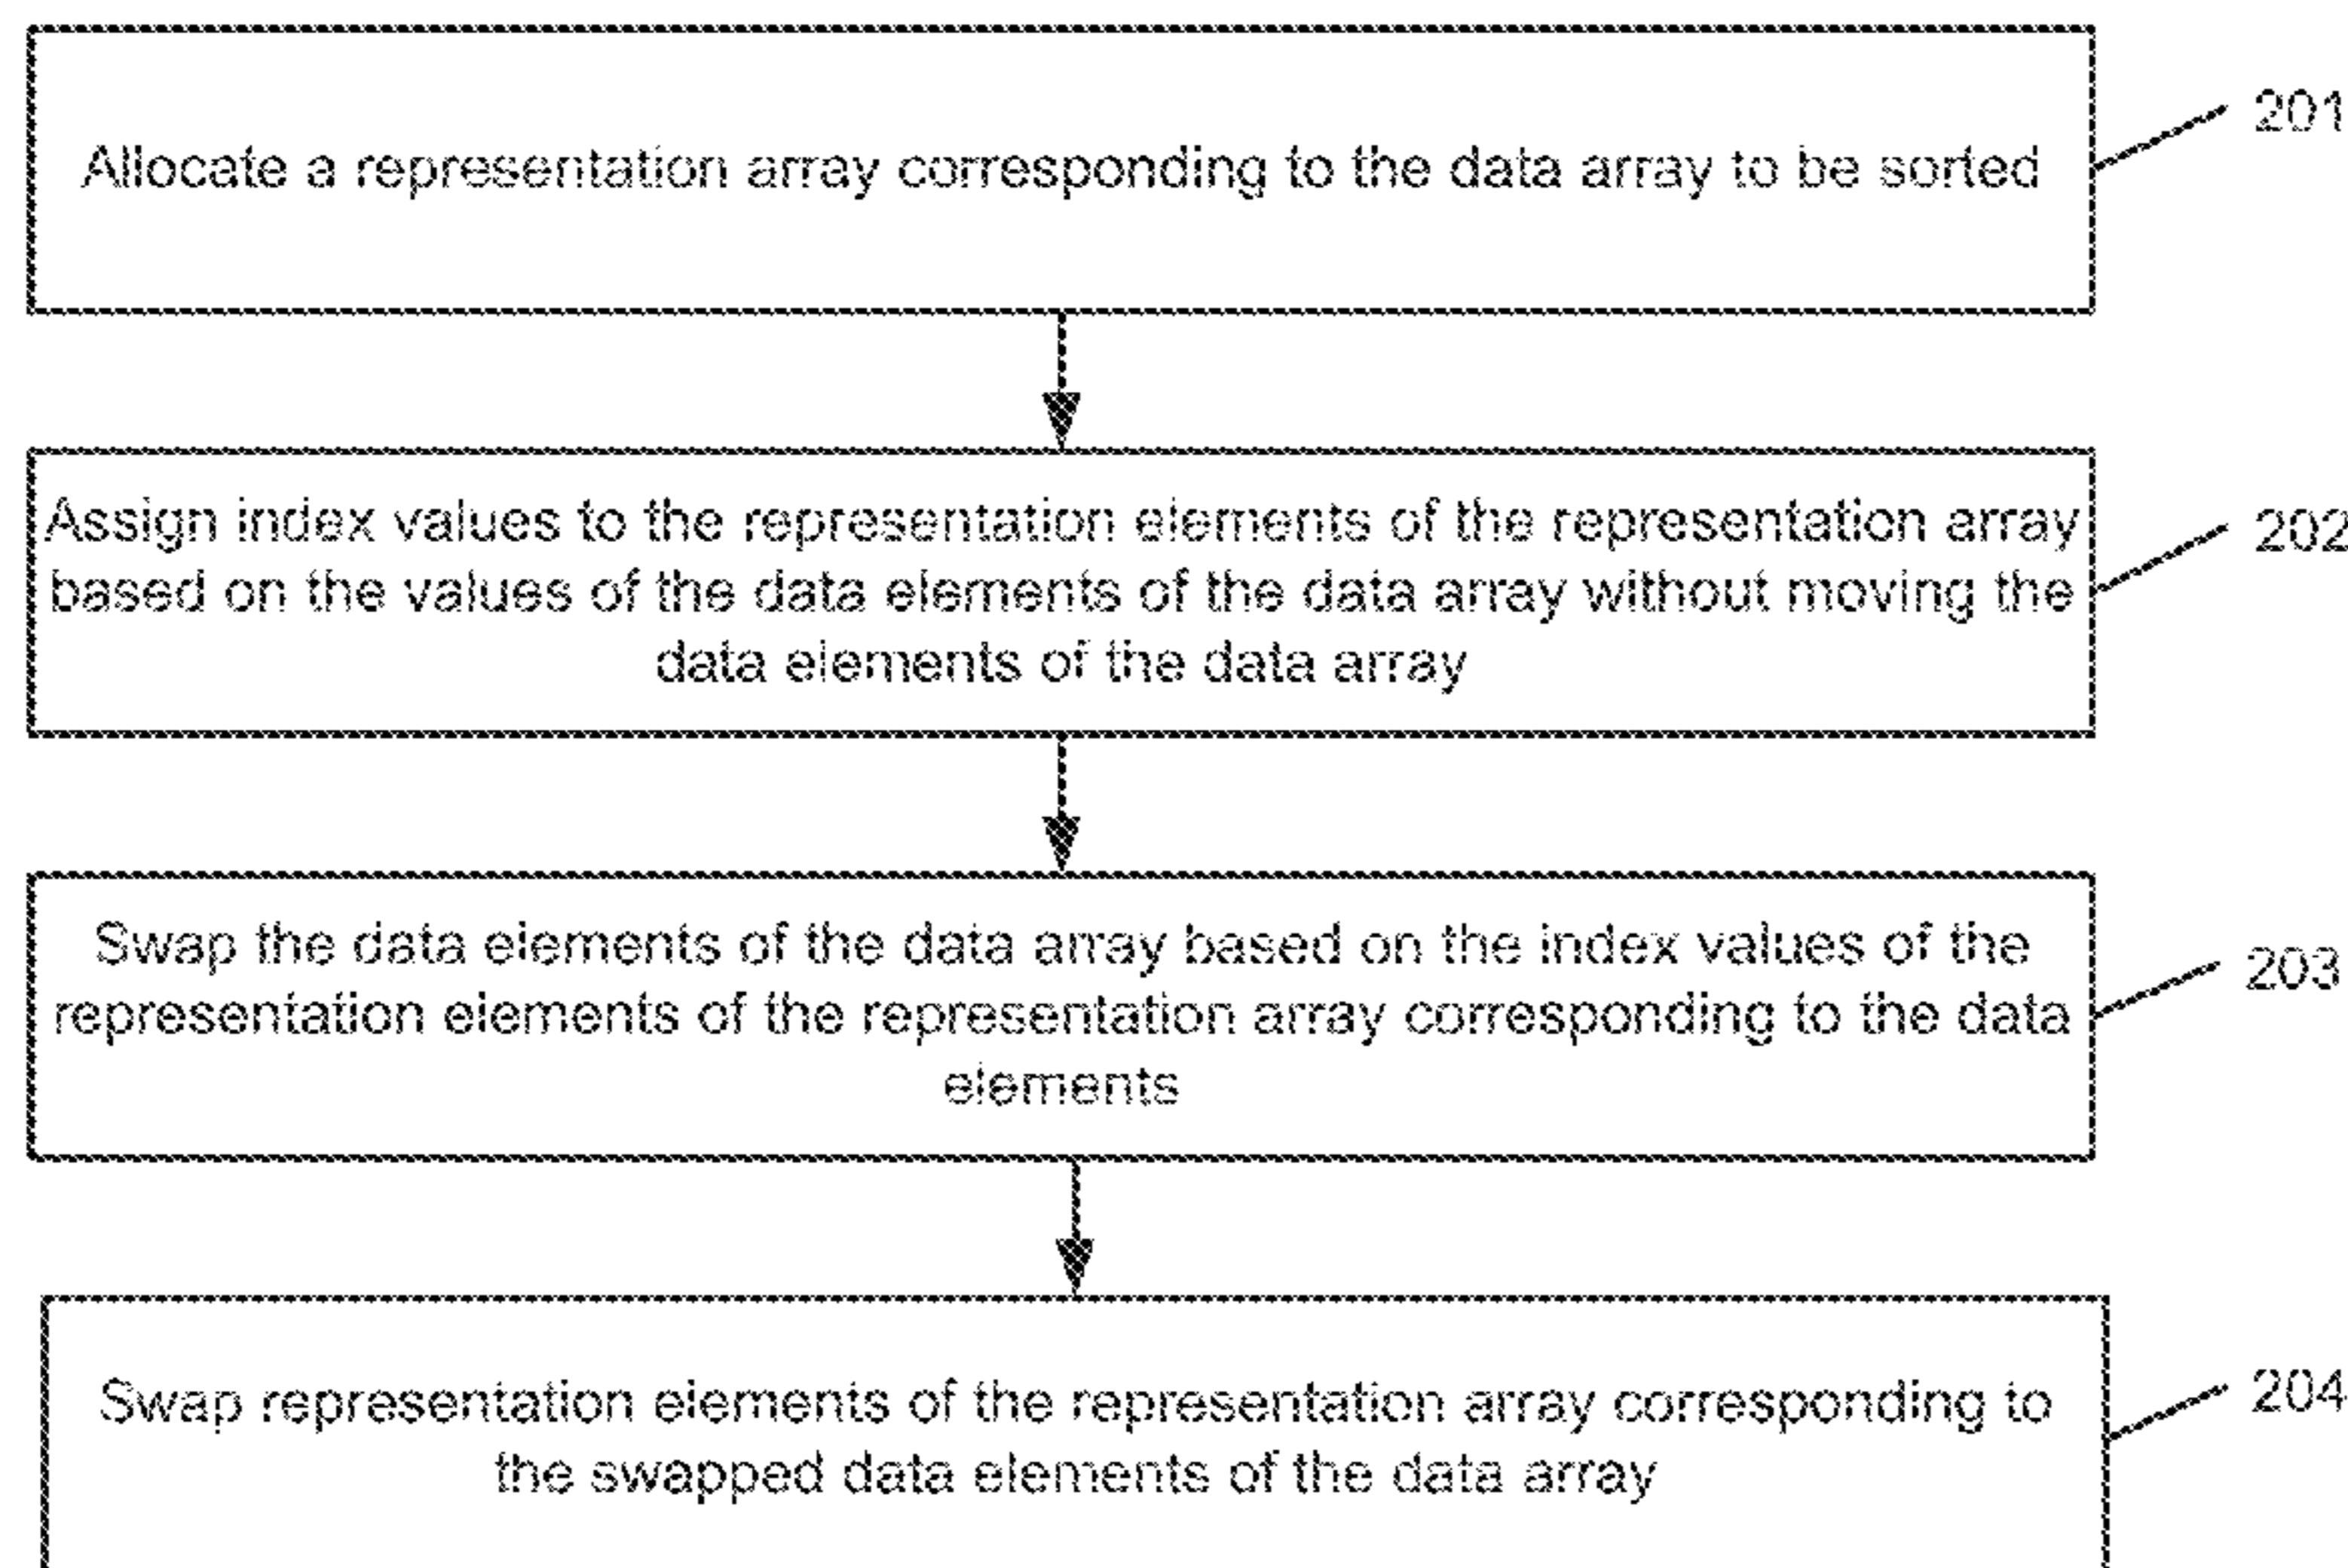 Allocate a representation array corresponding to the data array to be sorted
201
Assign index values to the representation elements of the representation array
based on the values of the data elements of the data array without moving the
data elements of the data array
202
Swap the data elements of the data array based on the index values of the
representation elements of the representation array corresponding to the data
elements
203
Swap representation elements of the representation array corresponding to
the swapped data elements of the data array
204